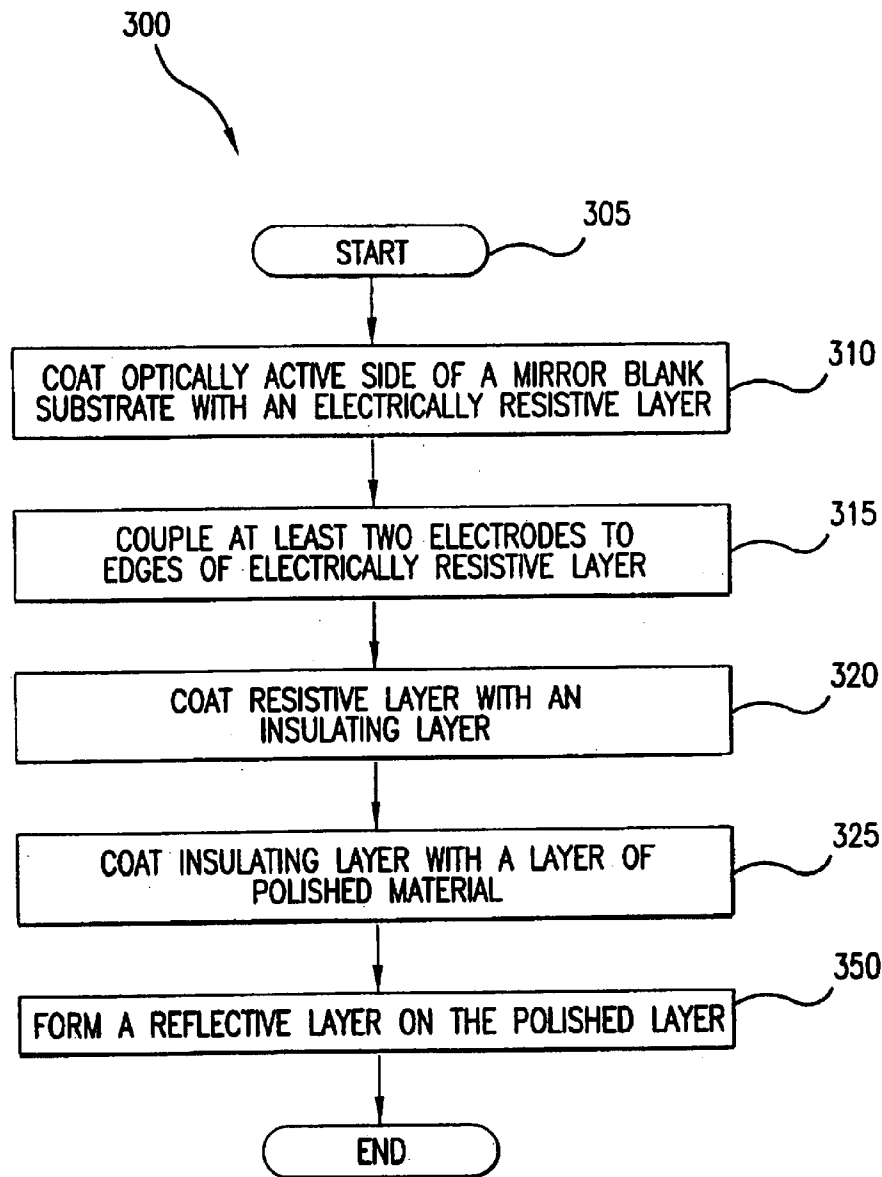 300
305
START
310
COAT OPTICALLY ACTIVE SIDE OF A MIRROR BLANK
SUBSTRATE WITH AN ELECTRICALLY RESISTIVE LAYER
315
COUPLE AT LEAST TWO ELECTRODES TO
EDGES OF ELECTRICALLY RESISTIVE LAYER
320
COAT RESISTIVE LAYER WITH AN
INSULATING LAYER
325
COAT INSULATING LAYER WITH A LAYER OF
POLISHED MATERIAL
350
FORM A REFLECTIVE LAYER ON THE POLISHED LAYER
END